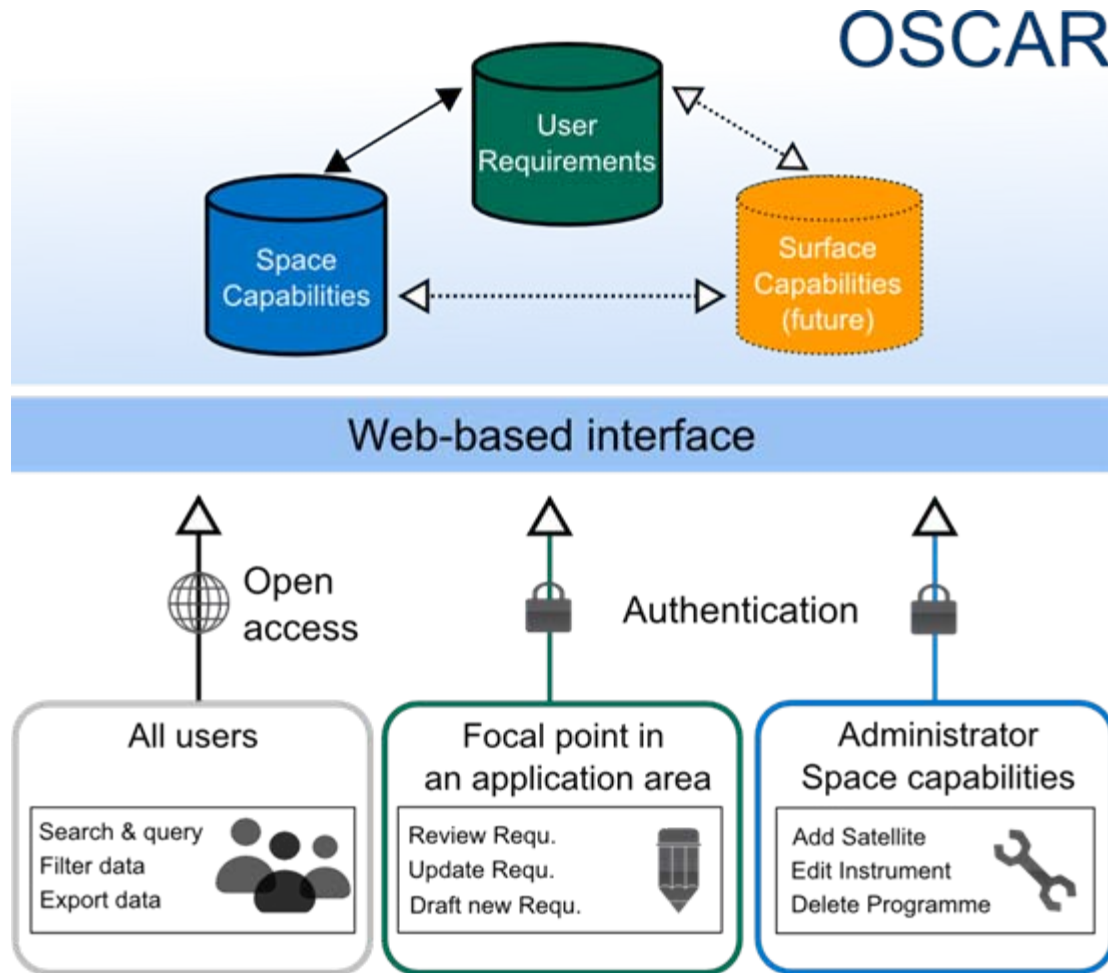 OSCAR
User
Requirements
Space
Capabilities
Surface
Capabilities
(future)
Web-based interface
Open
access
Authentication
All users
Search & query
Filter data
Export data
Focal point in
an application area
Review Requ.
Update Requ.
Draft new Requ.
Administrator
Space capabilities
Add Satellite
Edit Instrument
Delete Programme